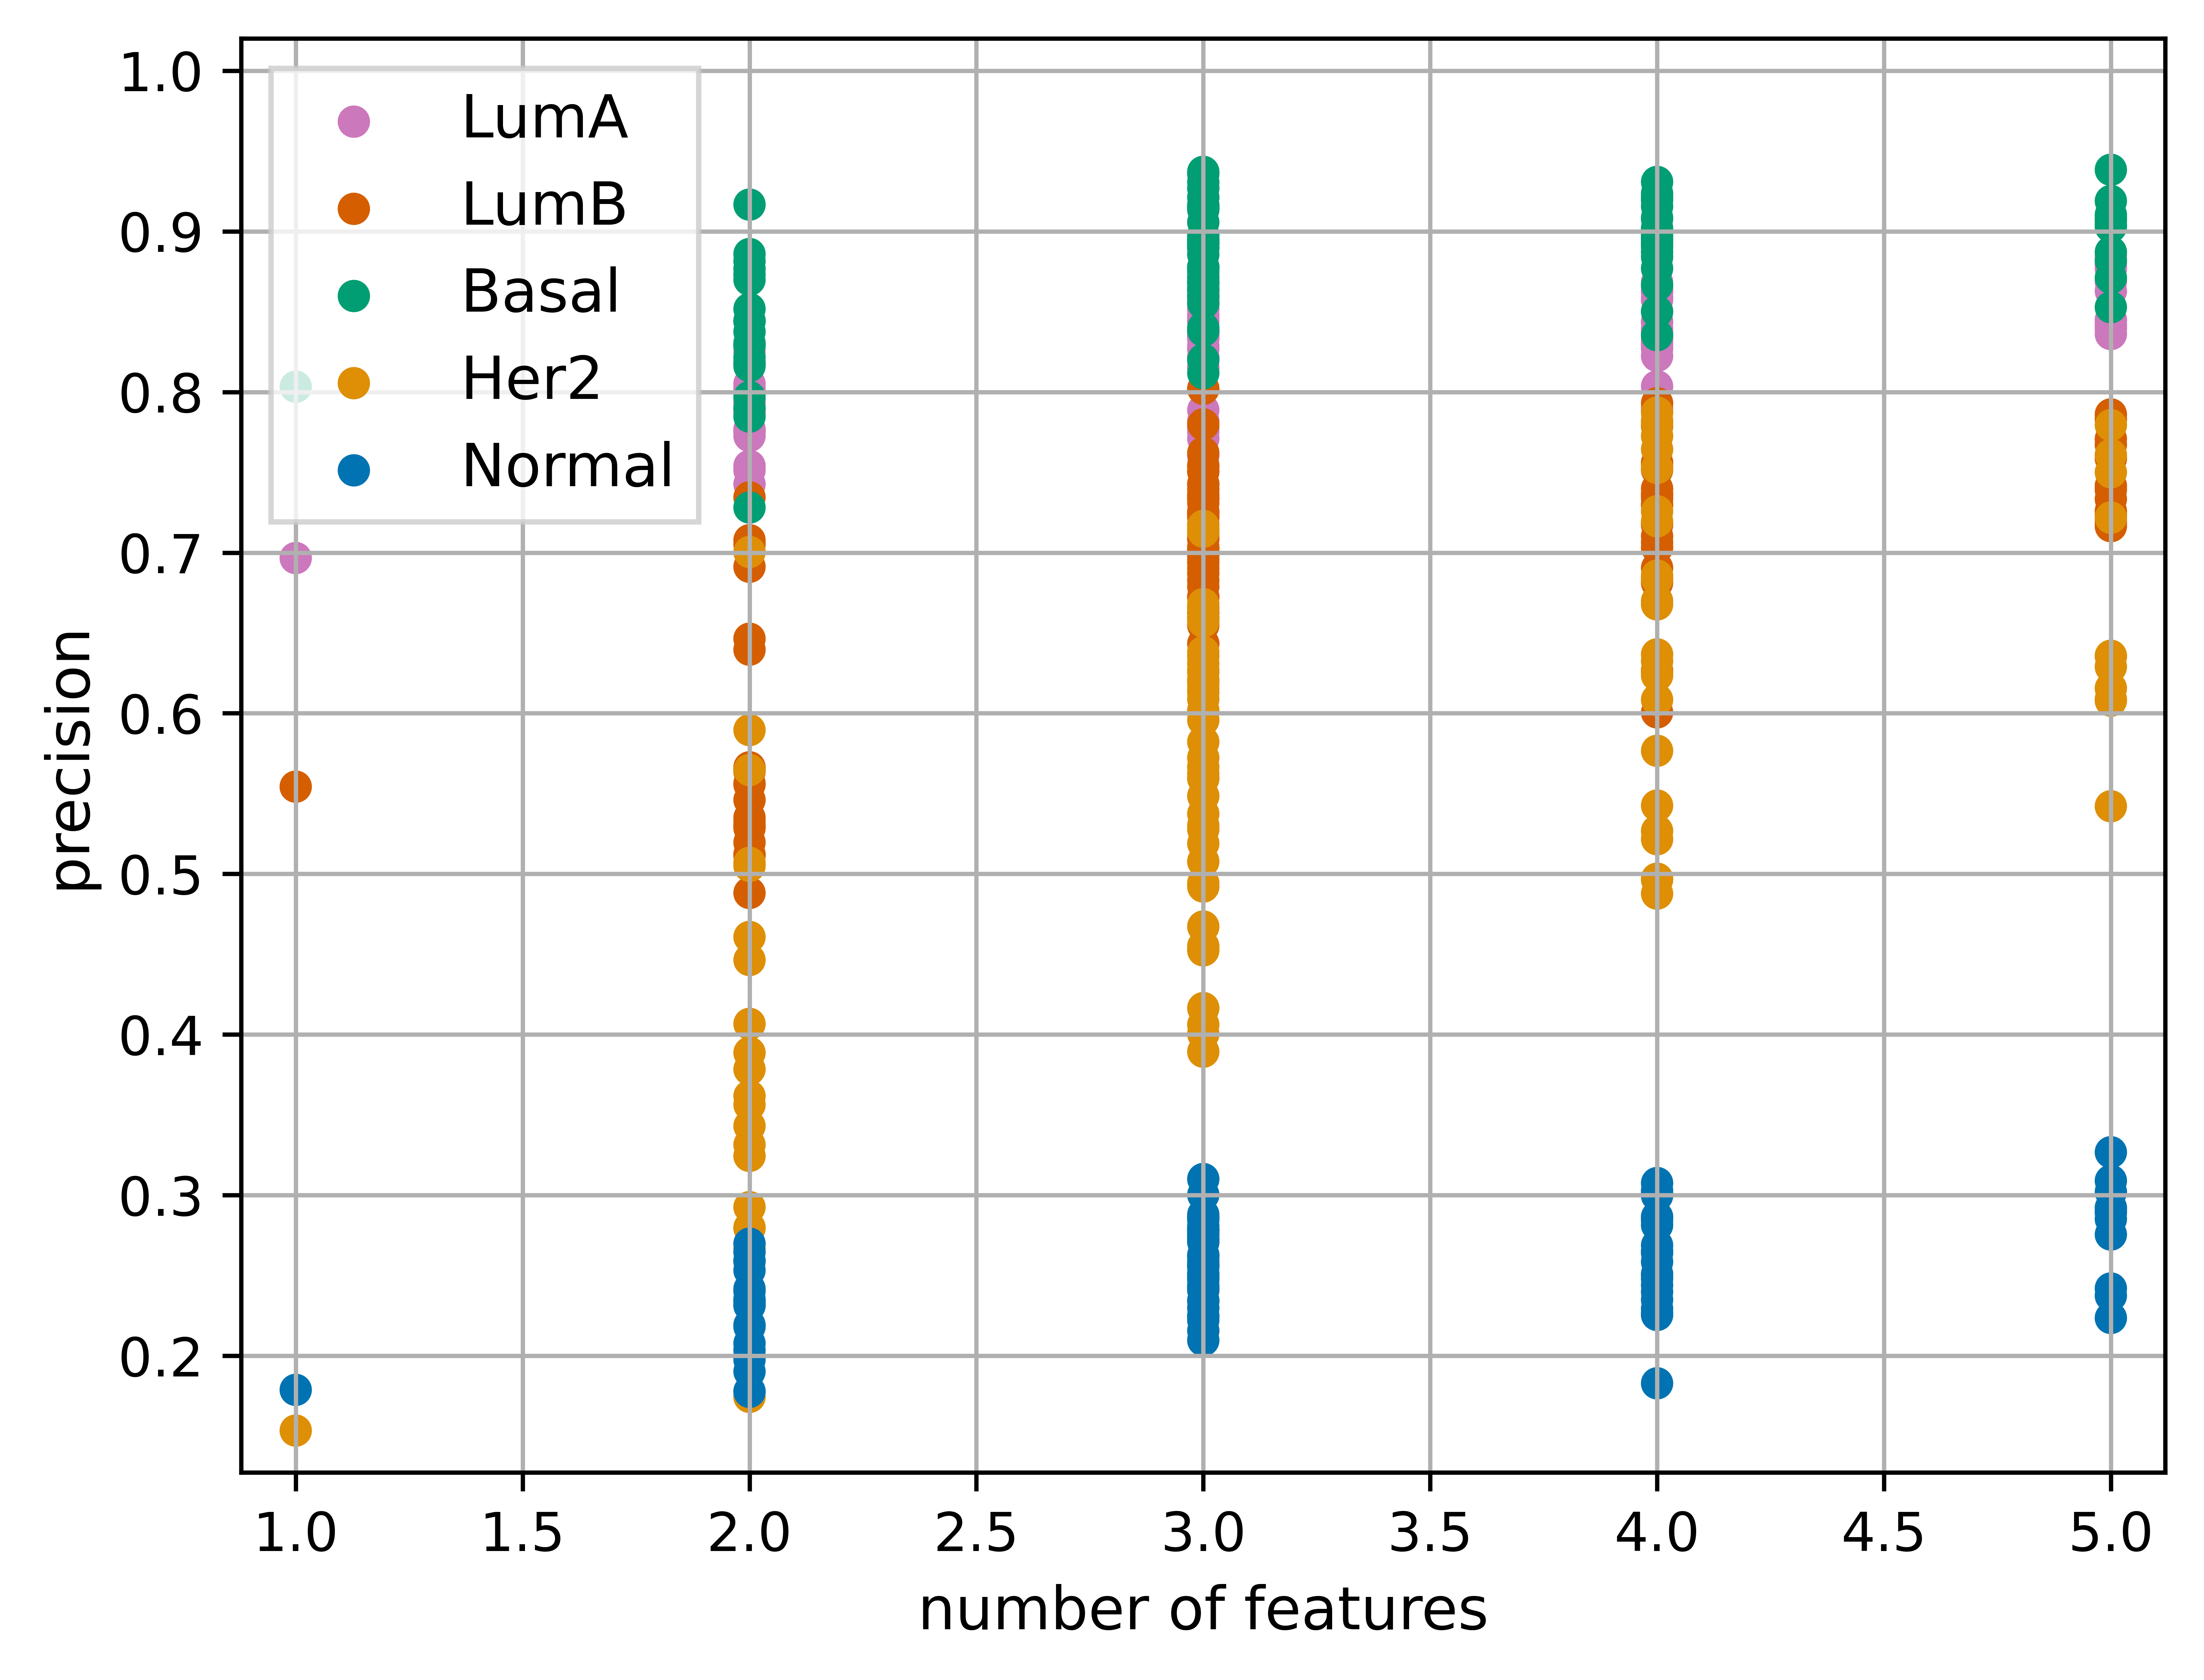 LumA
LumB
Basal
Her2
Normal
precision
1.0
0.9
0.8
0.7
0.6
0.5
0.4
0.3
0.2
1.0 1.5 2.0 2.5 3.0 3.5 4.0 4.5 5.0
number of features